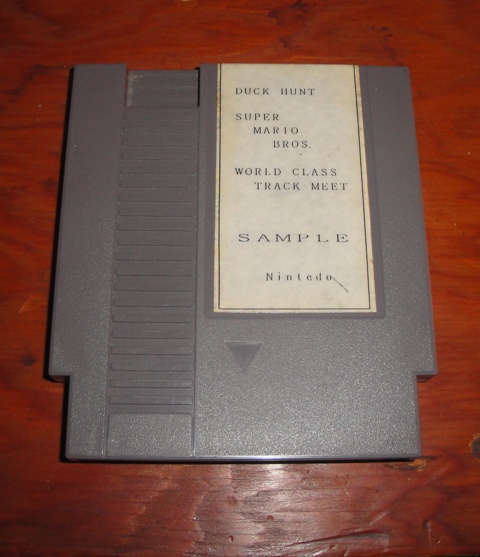 DUCK HUNT
SUPER
MARIO
BROS.
WORLD CLASS
TRACK MEET
SAMPLE
Nintedo